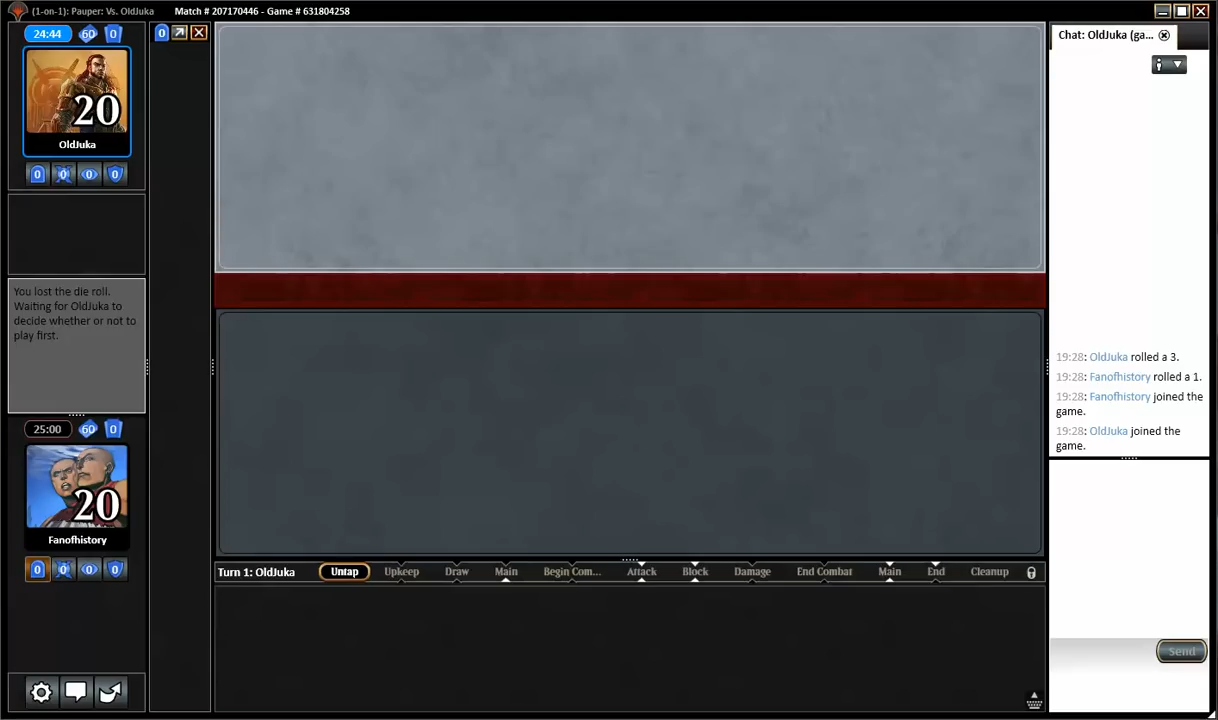 (1-on-1): Pauper: Vs. OldJuka Match # 207170446 - Game # 631804258
24:44 60 0
20
OldJuka
0 0 0 0
You lost the die roll.
Waiting for OldJuka to
decide whether or not to
play first.
25:00 60 0
20
Fanofhistory
0 0 0 0
0
Turn 1: OldJuka Untap Upkeep Draw Main Begin Com... Attack Block Damage End Combat Main End Cleanup
Chat: OldJuka (ga...
19:28: OldJuka rolled a 3.
19:28: Fanofhistory rolled a 1.
19:28: Fanofhistory joined the
game.
19:28: OldJuka joined the
game.
Send